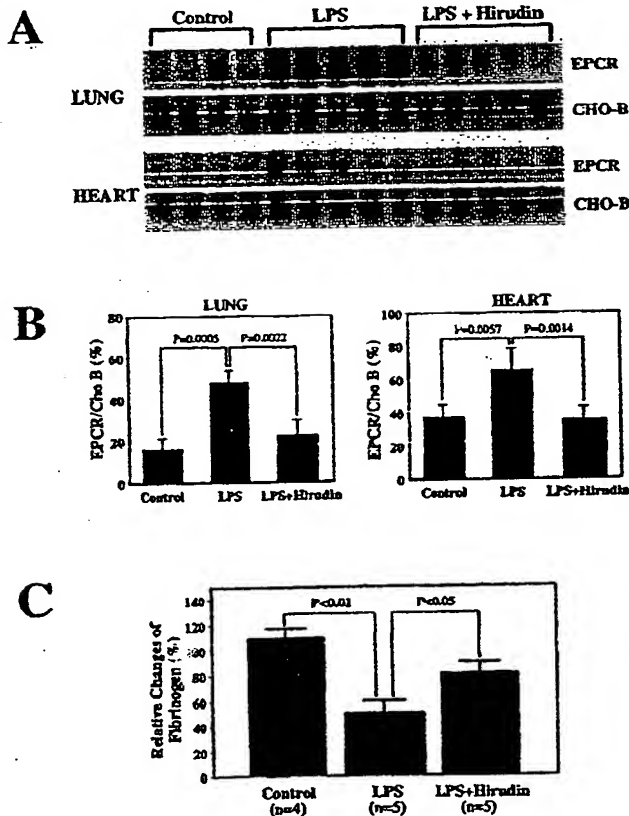 A
Control LPS LPS + Hirudin
EPCR
LUNG
CHO-B
EPCR
HEART
CHO-B
B
LUNG
EPCR/Cho B (%)
80
60
40
20
0
P=0.0005 P=0.0022
Control LPS LPS+Hirudin
HEART
EPCR/Cho B (%)
100
80
60
40
20
0
P=0.0057 P=0.0014
Control LPS LPS+Hirudin
C
Relative Changes of
Fibrinogen (%)
140
120
100
80
60
40
20
0
P<0.01 P<0.05
Control LPS LPS+Hirudin
(n=4) (n=5) (n=5)